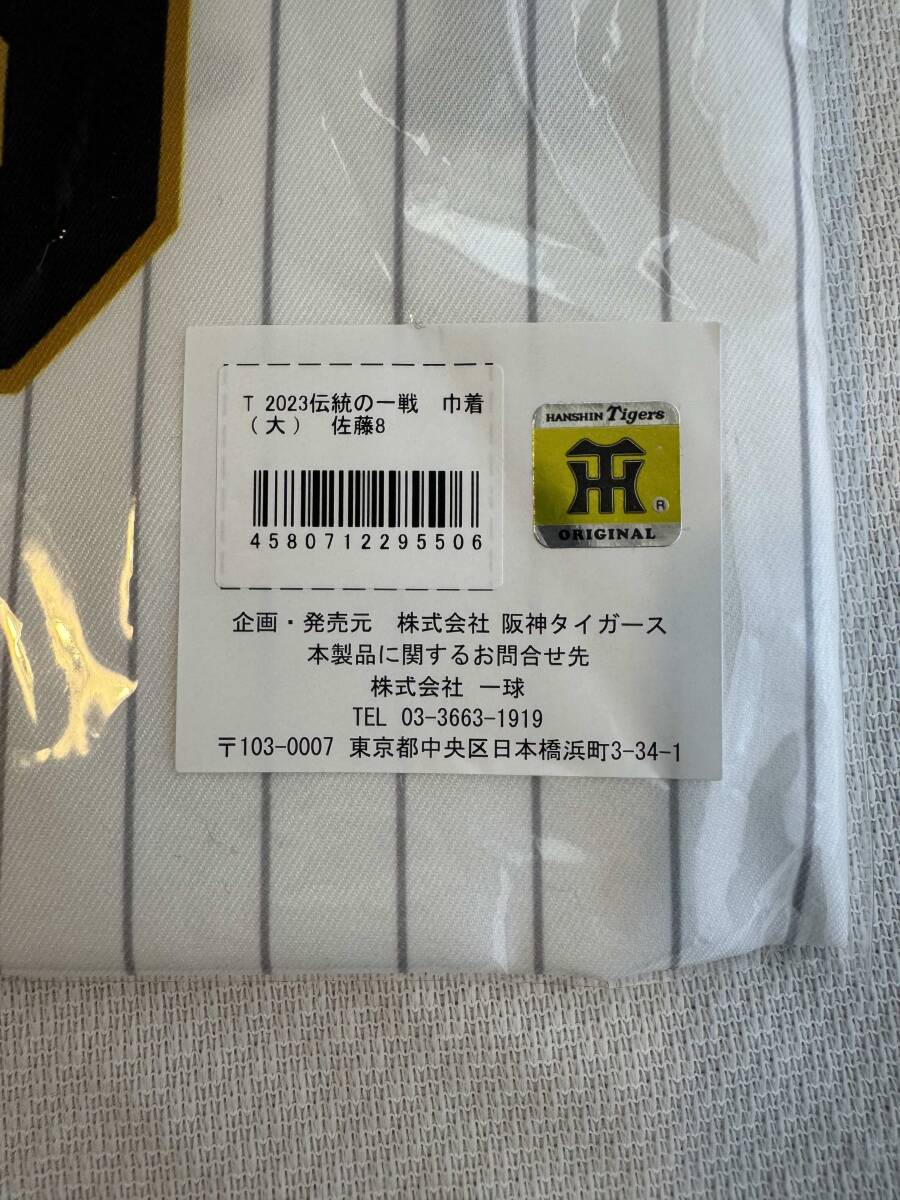 T 2023伝統の一戦　巾着
(大)　佐藤8
4580712295506
HANSHIN Tigers
TH
®
ORIGINAL
企画・発売元　株式会社 阪神タイガース
本製品に関するお問合せ先
株式会社 一球
TEL 03-3663-1919
〒103-0007 東京都中央区日本橋浜町3-34-1